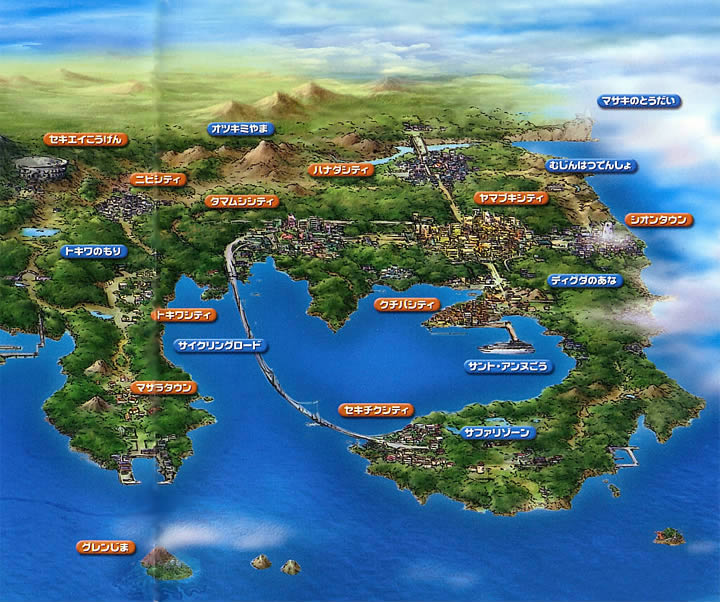 マサキのとうだい
オツキミやま
セキエイこうげん
ハナダシティ
むじんはつでんしょ
ニビシティ
タマムシシティ
ヤマブキシティ
シオンタウン
トキワのもり
ディグダのあな
クチバシティ
トキワシティ
サイクリングロード
サント・アンヌごう
マサラタウン
セキチクシティ
サファリゾーン
グレンじま